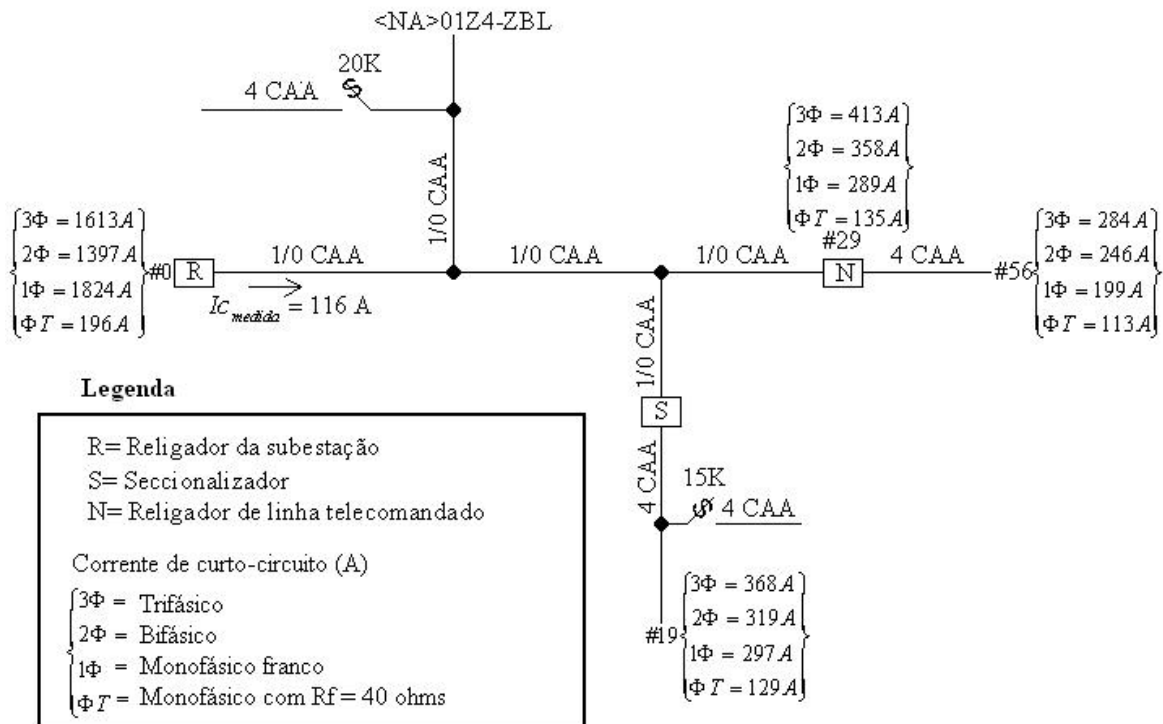 <NA>01Z4-ZBL
20K
4 CAA
1/0 CAA
3Φ = 413A
2Φ = 358A
1Φ = 289A
ΦT = 135A
3Φ = 1613A
2Φ = 1397A
1Φ = 1824A
ΦT = 196A
#0
R
1/0 CAA
Ic medida = 116 A
1/0 CAA
1/0 CAA
#29
N
4 CAA
#56
3Φ = 284A
2Φ = 246A
1Φ = 199A
ΦT = 113A
1/0 CAA
S
4 CAA
15K
4 CAA
#19
3Φ = 368A
2Φ = 319A
1Φ = 297A
ΦT = 129A
Legenda
R= Religador da subestação
S= Seccionalizador
N= Religador de linha telecomandado
Corrente de curto-circuito (A)
3Φ = Trifásico
2Φ = Bifásico
1Φ = Monofásico franco
ΦT = Monofásico com Rf = 40 ohms